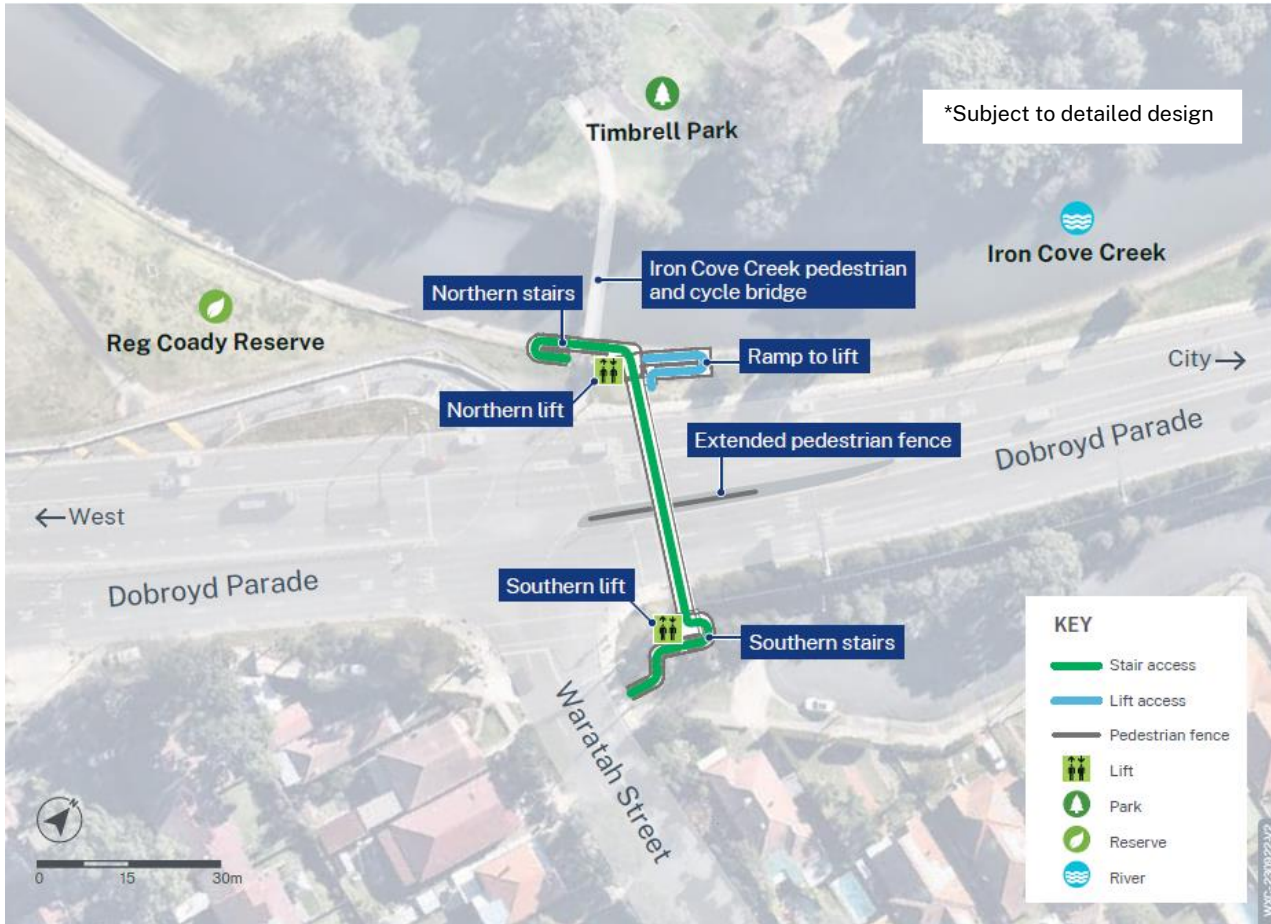 Timbrell Park
*Subject to detailed design
Iron Cove Creek
Iron Cove Creek pedestrian
and cycle bridge
Northern stairs
Reg Coady Reserve
Ramp to lift
City
Northern lift
Extended pedestrian fence
Dobroyd Parade
West
Dobroyd Parade
Southern lift
Southern stairs
Waratah Street
KEY
Stair access
Lift access
Pedestrian fence
Lift
Park
Reserve
River
N
0 15 30m